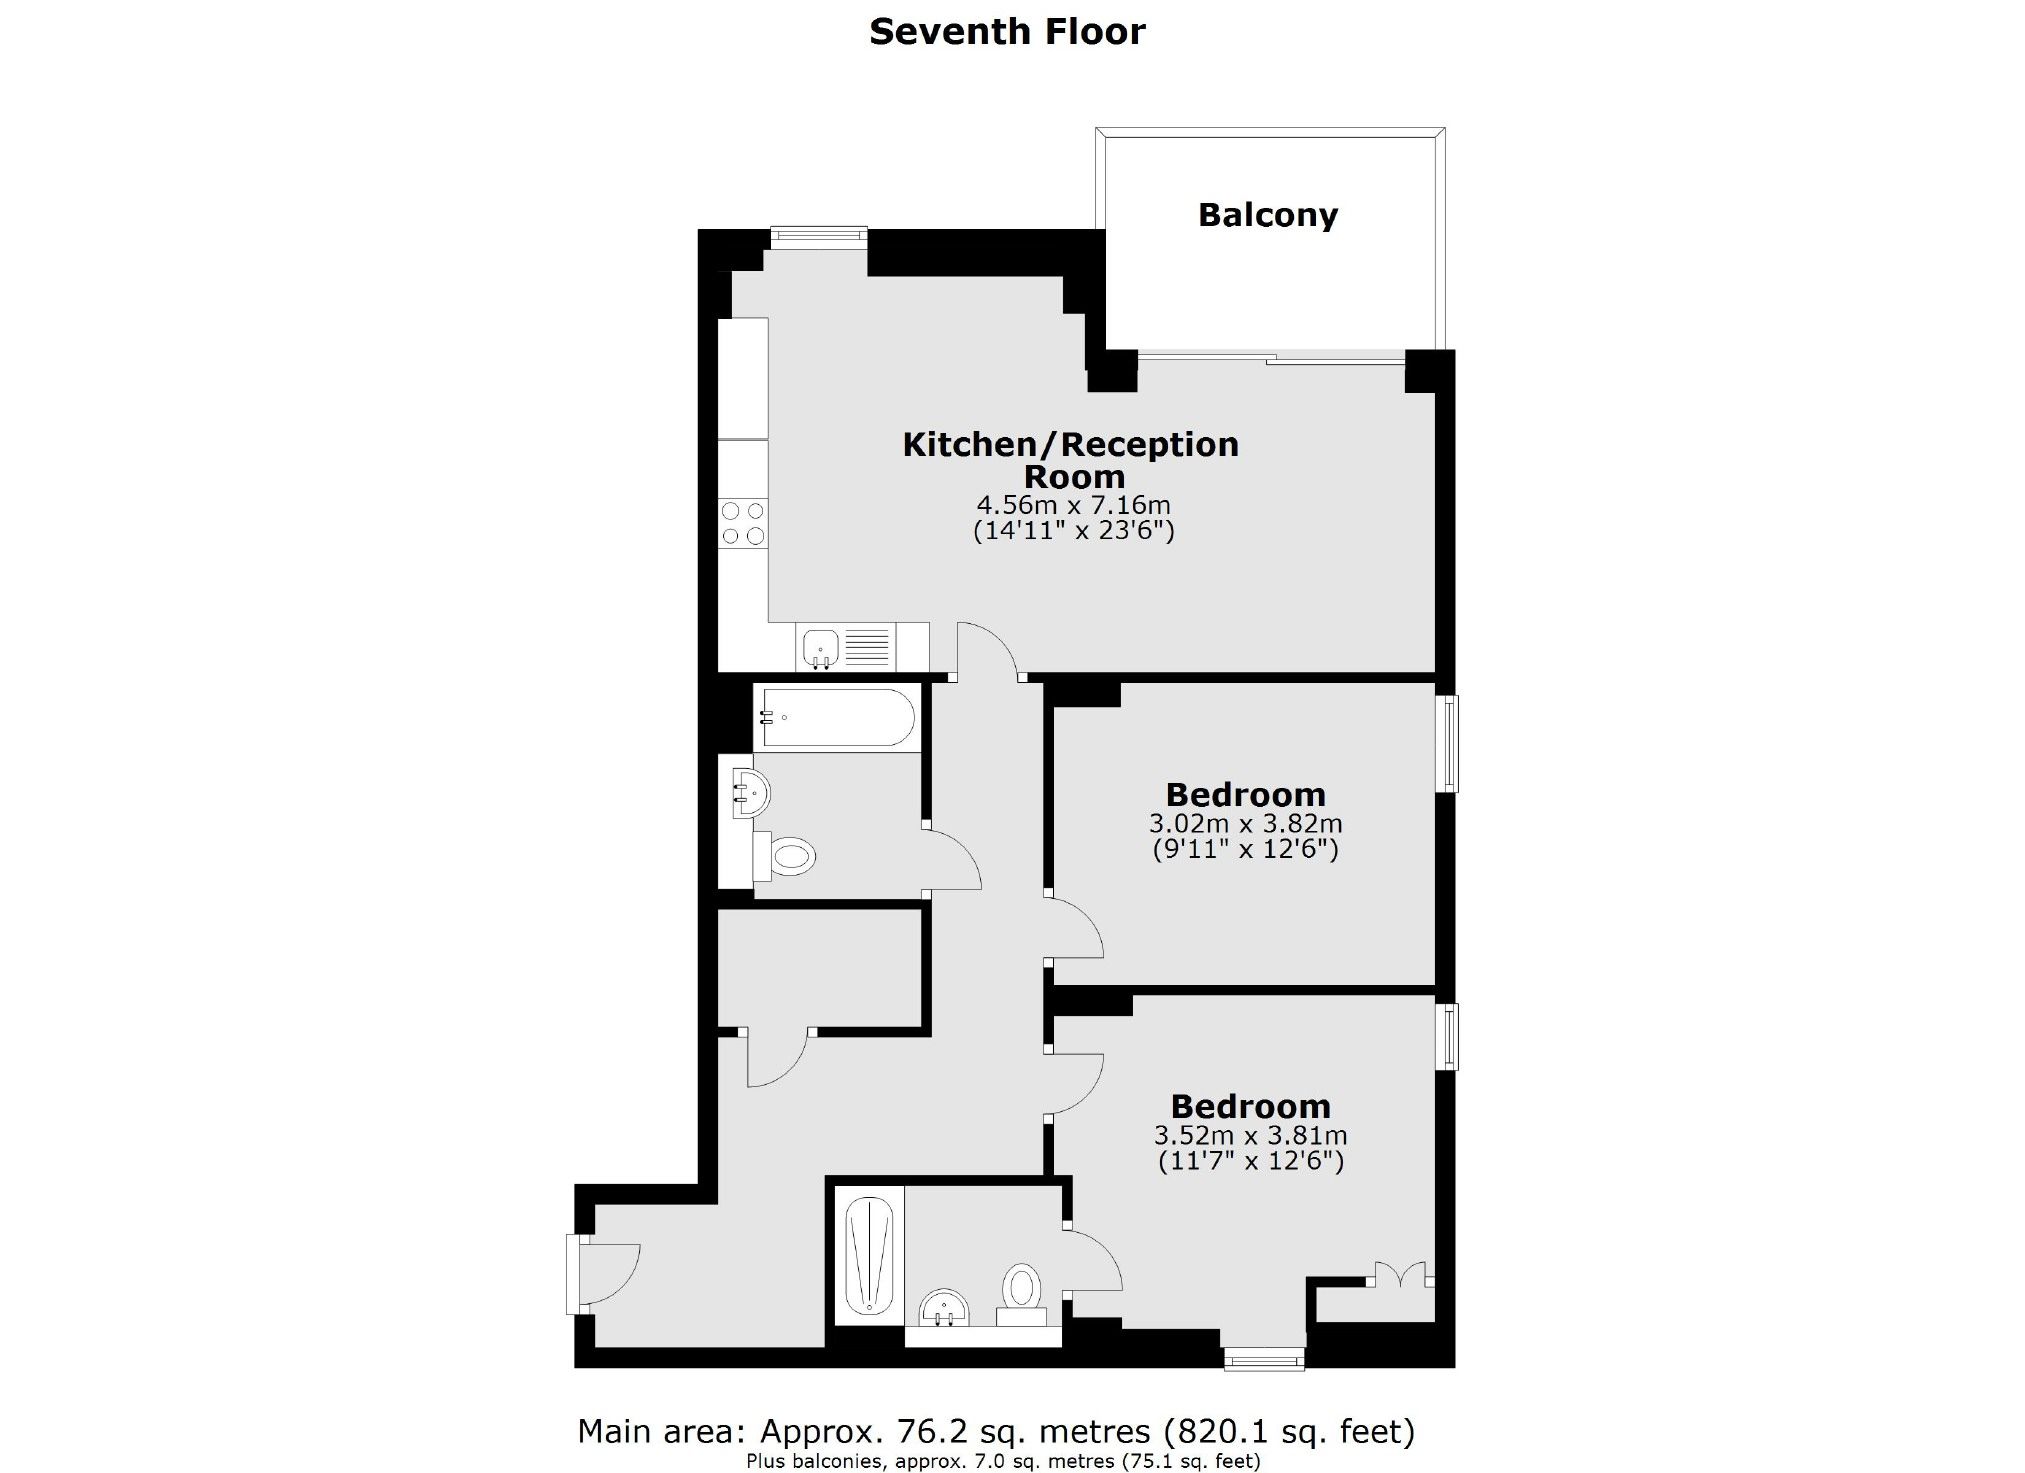 Seventh Floor
Balcony
Kitchen/Reception
Room
4.56m x 7.16m
(14'11" x 23'6")
Bedroom
3.02m x 3.82m
(9'11" x 12'6")
Bedroom
3.52m x 3.81m
(11'7" x 12'6")
Main area: Approx. 76.2 sq. metres (820.1 sq. feet)
Plus balconies, approx. 7.0 sq. metres (75.1 sq. feet)